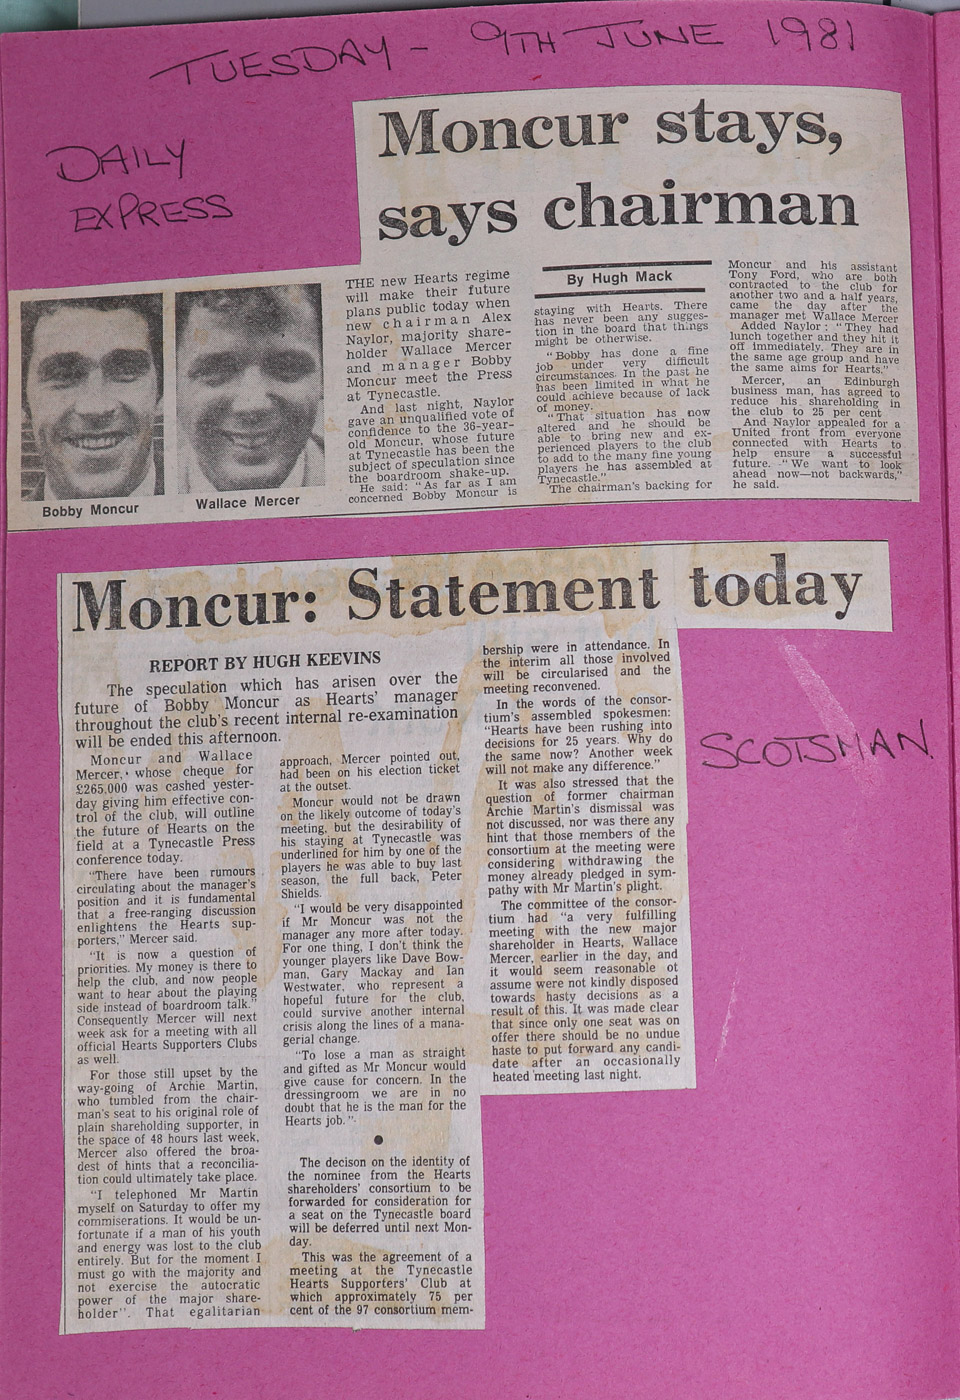 TUESDAY - 9TH JUNE 1981
DAILY
EXPRESS
Moncur stays,
says chairman
Bobby Moncur
Wallace Mercer
THE new Hearts regime
will make their future
plans public today when
new chairman Alex
Naylor, majority share-
holder Wallace Mercer
and manager Bobby
Moncur meet the Press
at Tynecastle.
And last night, Naylor
gave an unqualified vote of
confidence to the 36-year-
old Moncur, whose future
at Tynecastle has been the
subject of speculation since
the boardroom shake-up.
He said: "As far as I am
concerned Bobby Moncur is
By Hugh Mack
staying with Hearts. There
has never been any sugges-
tion in the board that things
might be otherwise.
"Bobby has done a fine
job under very difficult
circumstances. In the past he
has been limited in what he
could achieve because of lack
of money.
"That situation has now
altered and he should be
able to bring new and ex-
perienced players to the club
to add to the many fine young
players he has assembled at
Tynecastle."
The chairman's backing for
Moncur and his assistant
Tony Ford, who are both
contracted to the club for
another two and a half years,
came the day after the
manager met Wallace Mercer
Added Naylor: "They had
lunch together and they hit it
off immediately. They are in
the same age group and have
the same aims for Hearts."
Mercer, an Edinburgh
business man, has agreed to
reduce his shareholding in
the club to 25 per cent
And Naylor appealed for a
United front from everyone
connected with Hearts to
help ensure a successful
future. "We want to look
ahead now—not backwards,"
he said.
Moncur: Statement today
REPORT BY HUGH KEEVINS
The speculation which has arisen over the
future of Bobby Moncur as Hearts' manager
throughout the club's recent internal re-examination
will be ended this afternoon.
Moncur and Wallace
Mercer, whose cheque for
£265,000 was cashed yester-
day giving him effective con-
trol of the club, will outline
the future of Hearts on the
field at a Tynecastle Press
conference today.
"There have been rumours
circulating about the manager's
position and it is fundamental
that a free-ranging discussion
enlightens the Hearts sup-
porters," Mercer said.
"It is now a question of
priorities. My money is there to
help the club, and now people
want to hear about the playing
side instead of boardroom talk."
Consequently Mercer will next
week ask for a meeting with all
official Hearts Supporters Clubs
as well.
For those still upset by the
way-going of Archie Martin,
who tumbled from the chair-
man's seat to his original role of
plain shareholding supporter, in
the space of 48 hours last week,
Mercer also offered the broa-
dest of hints that a reconcilia-
tion could ultimately take place.
"I telephoned Mr Martin
myself on Saturday to offer my
commiserations. It would be un-
fortunate if a man of his youth
and energy was lost to the club
entirely. But for the moment I
must go with the majority and
not exercise the autocratic
power of the major share-
holder". That egalitarian
approach, Mercer pointed out,
had been on his election ticket
at the outset.
Moncur would not be drawn
on the likely outcome of today's
meeting, but the desirability of
his staying at Tynecastle was
underlined for him by one of the
players he was able to buy last
season, the full back, Peter
Shields.
"I would be very disappointed
if Mr Moncur was not the
manager any more after today.
For one thing, I don't think the
younger players like Dave Bow-
man, Gary Mackay and Ian
Westwater, who represent a
hopeful future for the club,
could survive another internal
crisis along the lines of a mana-
gerial change.
"To lose a man as straight
and gifted as Mr Moncur would
give cause for concern. In the
dressingroom we are in no
doubt that he is the man for the
Hearts job."
●
The decison on the identity of
the nominee from the Hearts
shareholders' consortium to be
forwarded for consideration for
a seat on the Tynecastle board
will be deferred until next Mon-
day.
This was the agreement of a
meeting at the Tynecastle
Hearts Supporters' Club at
which approximately 75 per
cent of the 97 consortium mem-
bership were in attendance. In
the interim all those involved
will be circularised and the
meeting reconvened.
In the words of the consor-
tium's assembled spokesmen:
"Hearts have been rushing into
decisions for 25 years. Why do
the same now? Another week
will not make any difference."
It was also stressed that the
question of former chairman
Archie Martin's dismissal was
not discussed, nor was there any
hint that those members of the
consortium at the meeting were
considering withdrawing the
money already pledged in sym-
pathy with Mr Martin's plight.
The committee of the consor-
tium had "a very fulfilling
meeting with the new major
shareholder in Hearts, Wallace
Mercer, earlier in the day, and
it would seem reasonable ot
assume were not kindly disposed
towards hasty decisions as a
result of this. It was made clear
that since only one seat was on
offer there should be no undue
haste to put forward any candi-
date after an occasionally
heated meeting last night.
SCOTSMAN.